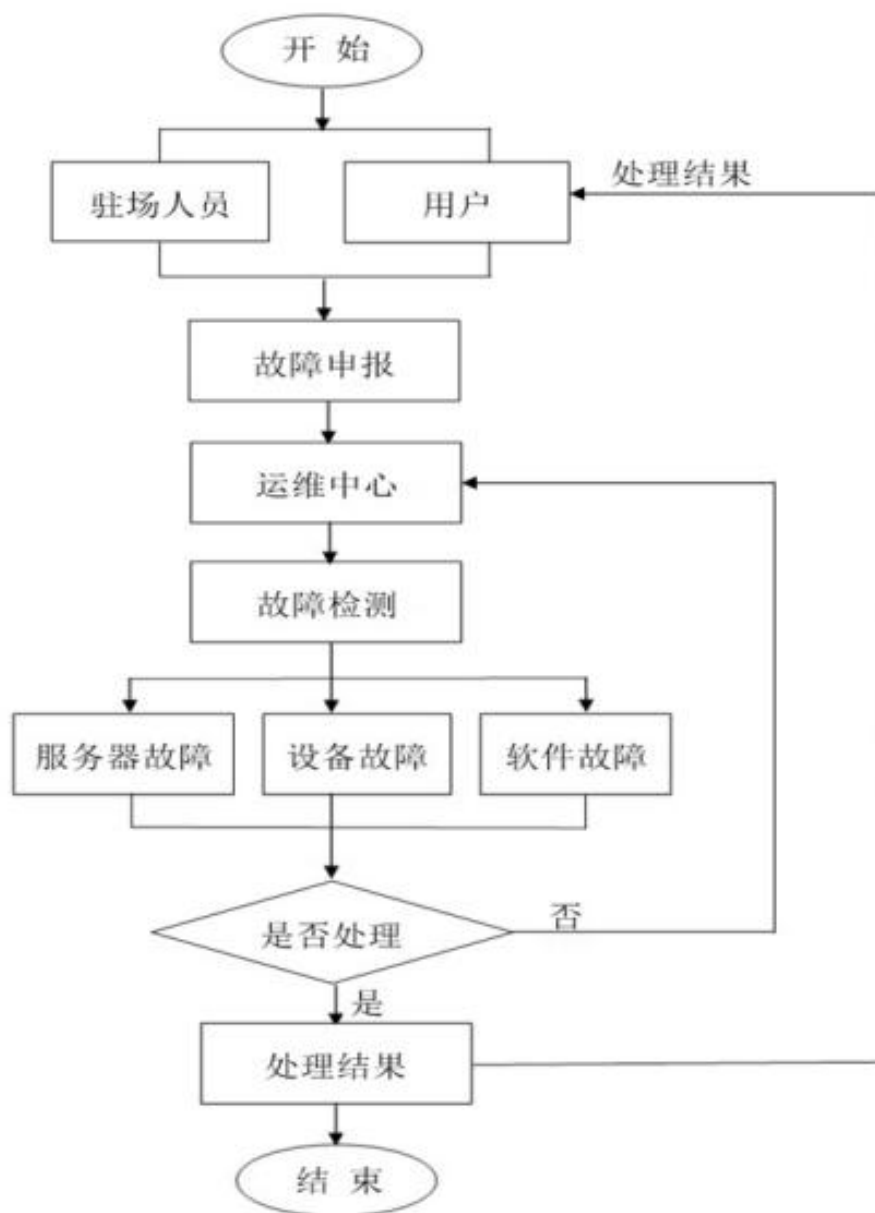 开 始
驻场人员
用户
处理结果
故障申报
运维中心
故障检测
服务器故障
设备故障
软件故障
是否处理
否
是
处理结果
结 束